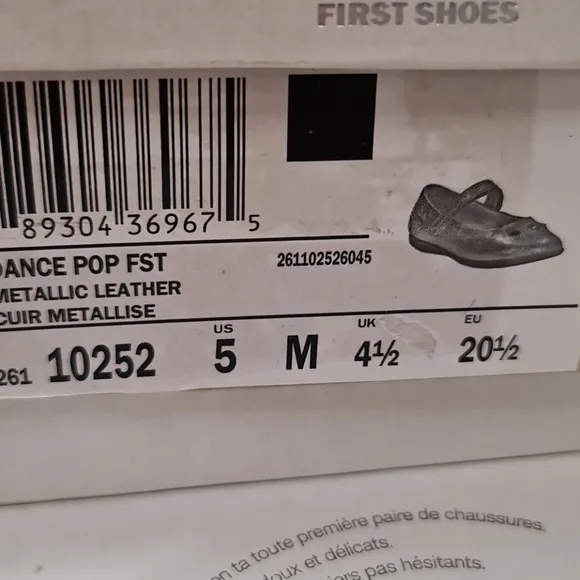 FIRST SHOES
89304 36967 5
DANCE POP FST
261102526045
METALLIC LEATHER
CUIR METALLISE
261 10252 US 5 M UK 4½ EU 20½
ta toute première paire de chaussures.
doux et délicats.
pas hésitants.